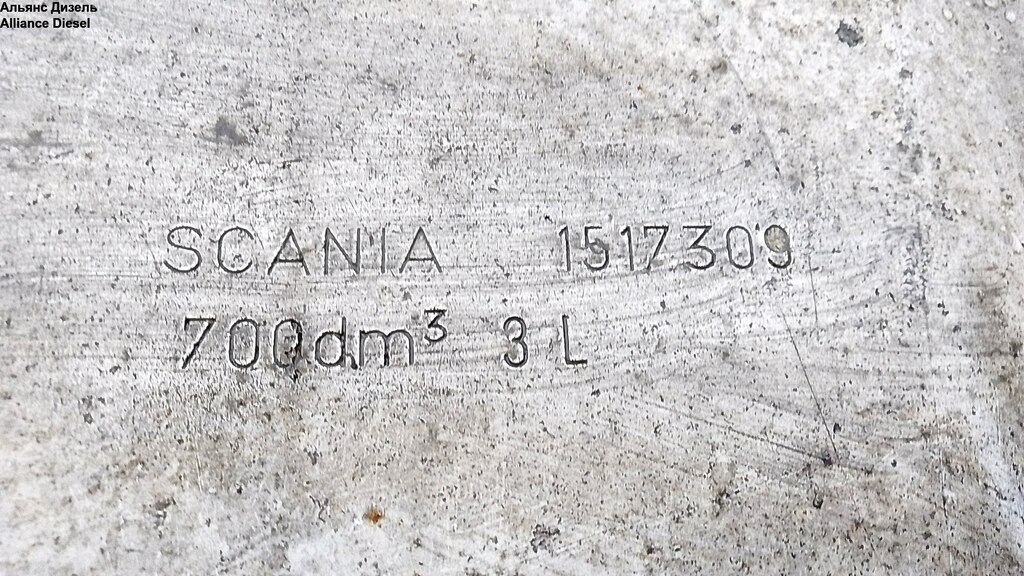 Альянс Дизель
Alliance Diesel
SCANIA 1517309
700dm³ 3 L